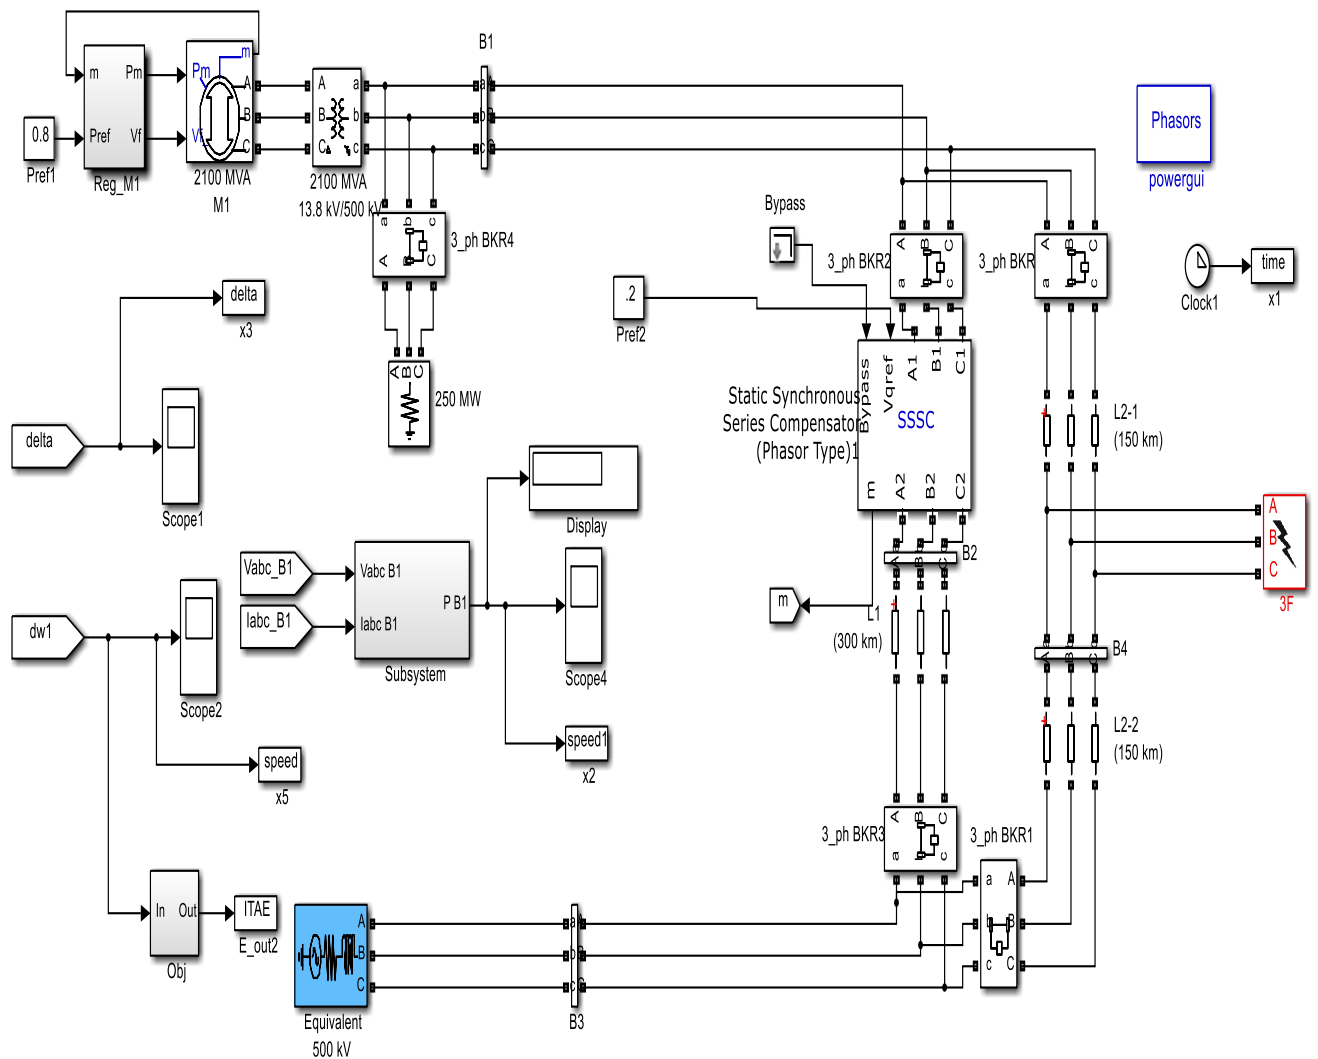 B1
m
Pm
Pref
Vf
Reg_M1
0.8
Pref1
Pm
m
Vf
A
B
C
2100 MVA
M1
A
B
C
a
b
c
2100 MVA
13.8 kV/500 kV
a
b
c
a
b
c
A
B
C
3_ph BKR4
A
B
C
250 MW
Phasors
powergui
Clock1
time
x1
Bypass
A
B
C
a
b
c
3_ph BKR2
A
B
C
a
b
c
3_ph BKR
.2
Pref2
Bypass
Vqref
A1
B1
C1
SSSC
m
A2
B2
C2
Static Synchronous
Series Compensator
(Phasor Type)1
delta
x3
delta
Scope1
L2-1
(150 km)
A
B
C
3F
Display
Vabc_B1
Iabc_B1
Vabc B1
Iabc B1
P B1
Subsystem
Scope4
speed1
x2
dw1
Scope2
speed
x5
B2
A
B
C
m
L1
(300 km)
B4
A
B
C
L2-2
(150 km)
A
B
C
a
b
c
3_ph BKR3
3_ph BKR1
a
b
c
A
B
C
In
Out
Obj
ITAE
E_out2
A
B
C
Equivalent
500 kV
a
b
c
B3